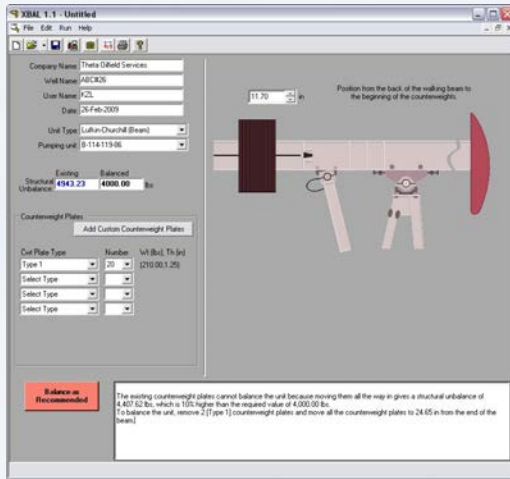 XBAL 1.1 - Untitled
File Edit Run Help
Company Name: Theta Oilfield Services
Well Name: ABC#26
User Name: KZL
Date: 26-Feb-2009
Unit Type: Lufkin-Churchill (Beam)
Pumping unit: B-114-119-86
Existing Balanced
Structural Unbalance: 4943.23 4000.00 lbs
11.70 in
Position from the back of the walking beam to
the beginning of the counterweights.
Counterweight Plates
Add Custom Counterweight Plates
Cwt Plate Type Number Wt (lbs), Th (in)
Type 1 20 (210.00,1.25)
Select Type
Select Type
Select Type
Balance as
Recommended
The existing counterweight plates cannot balance the unit because moving them all the way in gives a structural unbalance of
4,407.62 lbs, which is 10% higher than the required value of 4,000.00 lbs.
To balance the unit, remove 2 [Type 1] counterweight plates and move all the counterweight plates to 24.65 in from the end of the
beam.